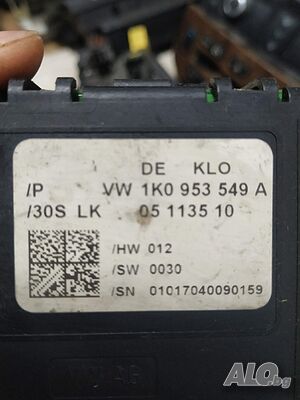 DE KLO
/P VW 1K0 953 549 A
/30S LK 05 1135 10
/HW 012
/SW 0030
/SN 01017040090159
ALO.bg